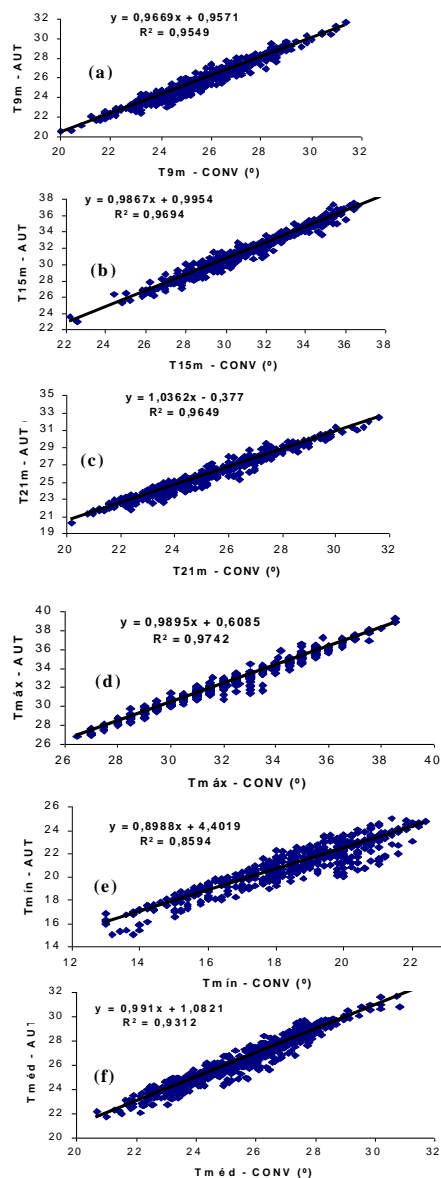 y = 0,9669x + 0,9571
R² = 0,9549
(a)
T9m - AUT
32
30
28
26
24
22
20
20 22 24 26 28 30 32
T9m - CONV (º)
y = 0,9867x + 0,9954
R² = 0,9694
(b)
T15m - AUT
38
36
34
32
30
28
26
24
22
22 24 26 28 30 32 34 36 38
T15m - CONV (º)
y = 1,0362x - 0,377
R² = 0,9649
(c)
T21m - AUT
35
33
31
29
27
25
23
21
19
20 22 24 26 28 30 32
T21m - CONV (º)
y = 0,9895x + 0,6085
R² = 0,9742
(d)
Tmáx - AUT
40
38
36
34
32
30
28
26
26 28 30 32 34 36 38 40
Tmáx - CONV (º)
y = 0,8988x + 4,4019
R² = 0,8594
(e)
Tmín - AUT
26
24
22
20
18
16
14
12 14 16 18 20 22
Tmín - CONV (º)
y = 0,991x + 1,0821
R² = 0,9312
(f)
Tméd - AUT
32
30
28
26
24
22
20
20 22 24 26 28 30 32
Tméd - CONV (º)